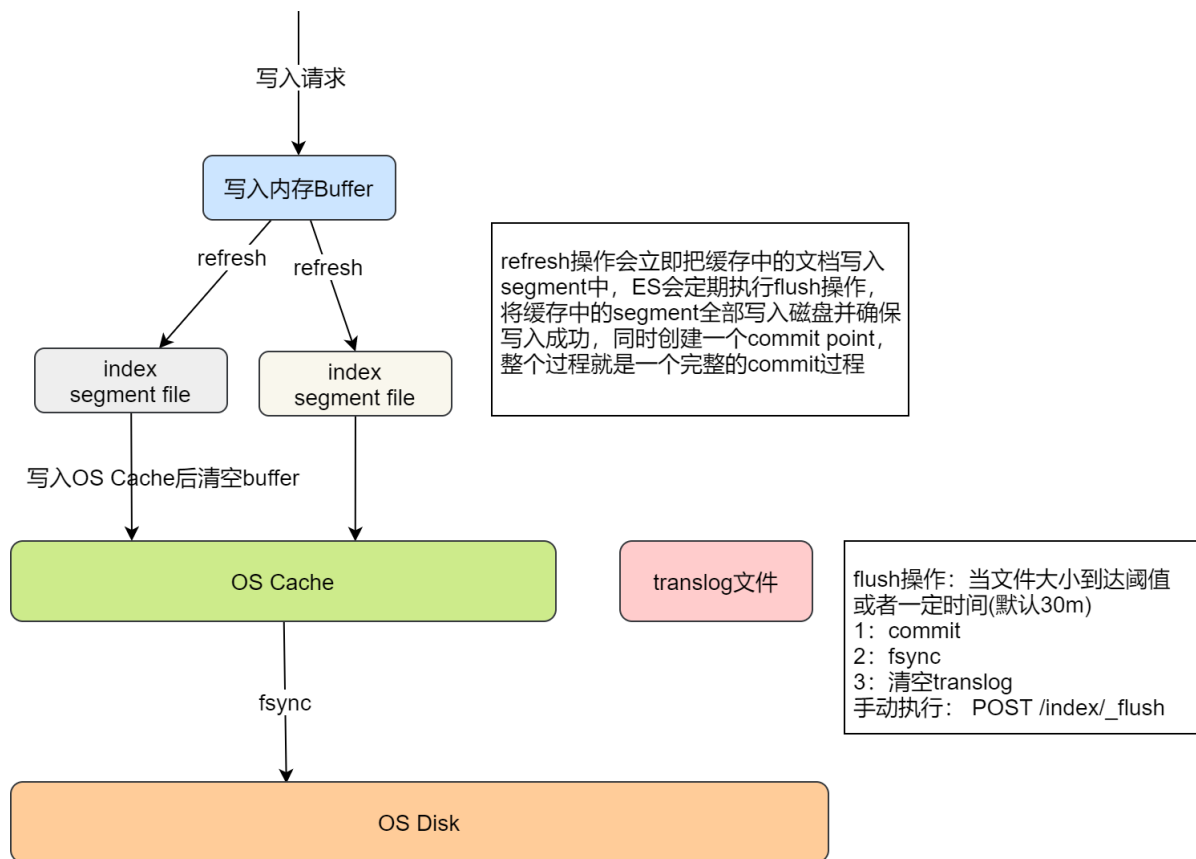 写入请求
写入内存Buffer
refresh
refresh
refresh操作会立即把缓存中的文档写入
segment中，ES会定期执行flush操作，
将缓存中的segment全部写入磁盘并确保
写入成功，同时创建一个commit point，
整个过程就是一个完整的commit过程
index
segment file
index
segment file
写入OS Cache后清空buffer
OS Cache
translog文件
flush操作：当文件大小到达阈值
或者一定时间(默认30m)
1：commit
2：fsync
3：清空translog
手动执行： POST /index/_flush
fsync
OS Disk